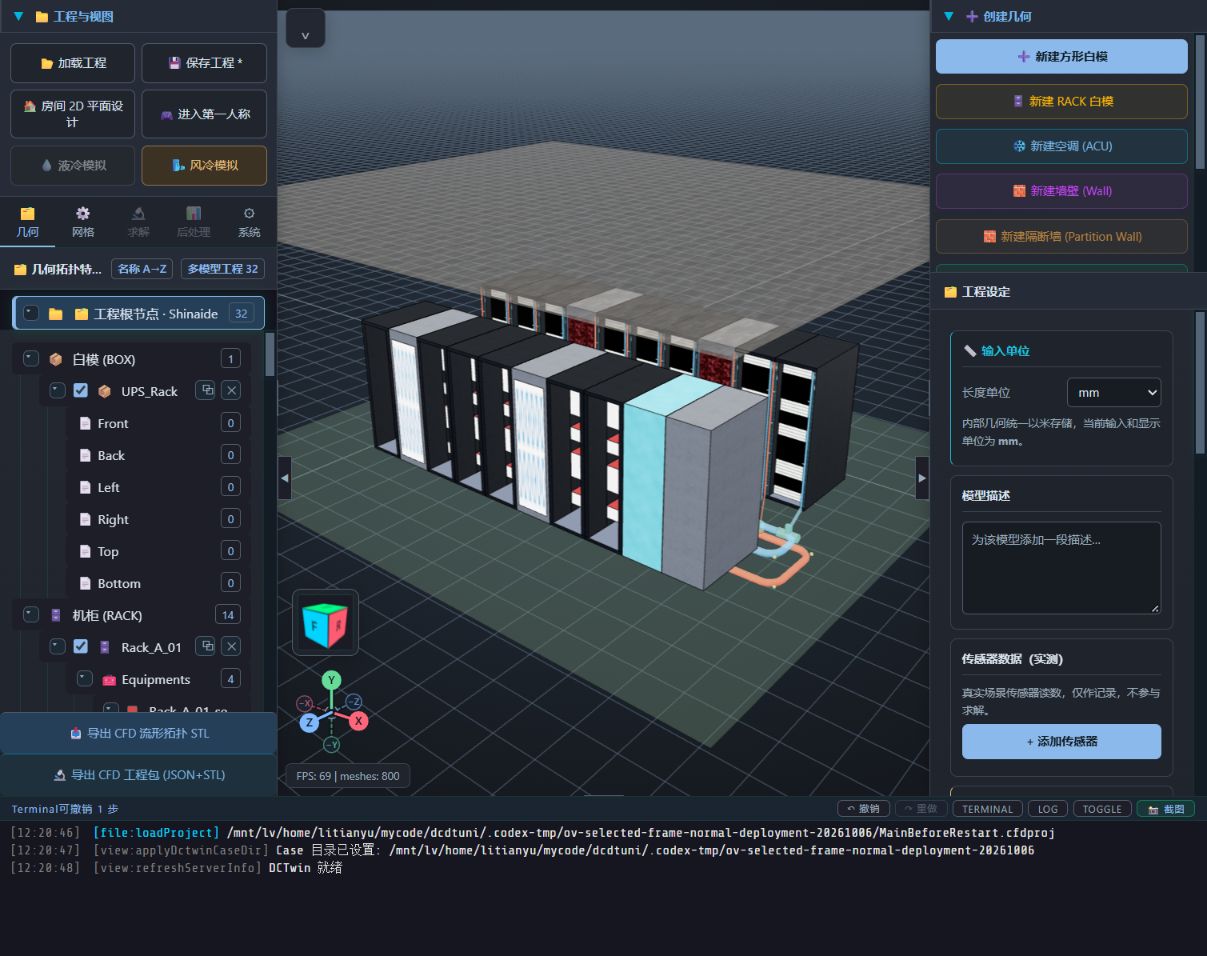 工程与视图
加载工程
保存工程 *
房间 2D 平面设计
进入第一人称
液冷模拟
风冷模拟
几何
网格
求解
后处理
系统
几何拓扑特...
名称 A→Z
多模型工程 32
工程根节点 · Shinaide
32
白模 (BOX)
1
UPS_Rack
Front
0
Back
0
Left
0
Right
0
Top
0
Bottom
0
机柜 (RACK)
14
Rack_A_01
Equipments
4
导出 CFD 流形拓扑 STL
导出 CFD 工程包 (JSON+STL)
v
F
R
Y
-X
-Z
Z
X
-Y
FPS: 69 | meshes: 800
创建几何
新建方形白模
新建 RACK 白模
新建空调 (ACU)
新建墙壁 (Wall)
新建隔断墙 (Partition Wall)
工程设定
输入单位
长度单位
mm
内部几何统一以米存储，当前输入和显示
单位为 mm。
模型描述
为该模型添加一段描述...
传感器数据（实测）
真实场景传感器读数，仅作记录，不参与
求解。
+ 添加传感器
Terminal可撤销 1 步
撤销
重做
TERMINAL
LOG
TOGGLE
截图
[12:20:46] [file:loadProject] /mnt/lv/home/litianyu/mycode/dcdtuni/.codex-tmp/ov-selected-frame-normal-deployment-20261006/MainBeforeRestart.cfdproj
[12:20:47] [view:applyDctwinCaseDir] Case 目录已设置: /mnt/lv/home/litianyu/mycode/dcdtuni/.codex-tmp/ov-selected-frame-normal-deployment-20261006
[12:20:48] [view:refreshServerInfo] DCTwin 就绪